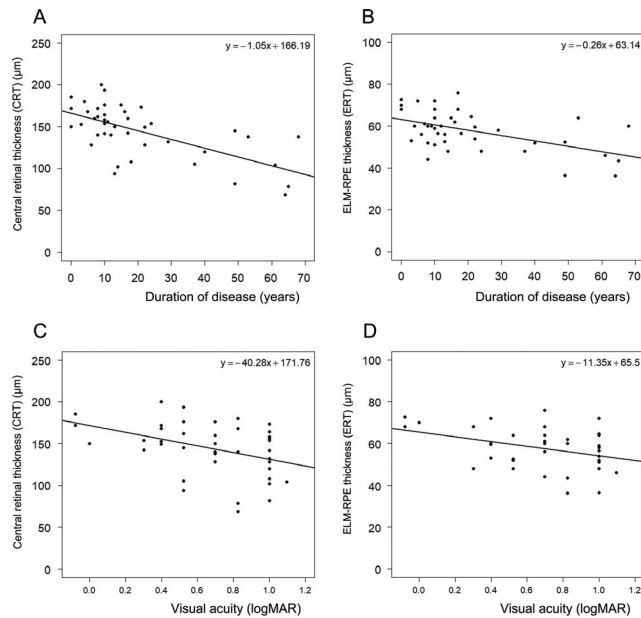 A
y = −1.05x + 166.19
Central retinal thickness (CRT) (μm)
250
200
150
100
50
0
0 10 20 30 40 50 60 70
Duration of disease (years)
B
y = −0.26x + 63.14
ELM-RPE thickness (ERT) (μm)
100
80
60
40
20
0
0 10 20 30 40 50 60 70
Duration of disease (years)
C
y = −40.28x + 171.76
Central retinal thickness (CRT) (μm)
250
200
150
100
50
0
0.0 0.2 0.4 0.6 0.8 1.0 1.2
Visual acuity (logMAR)
D
y = −11.35x + 65.5
ELM-RPE thickness (ERT) (μm)
100
80
60
40
20
0
0.0 0.2 0.4 0.6 0.8 1.0 1.2
Visual acuity (logMAR)